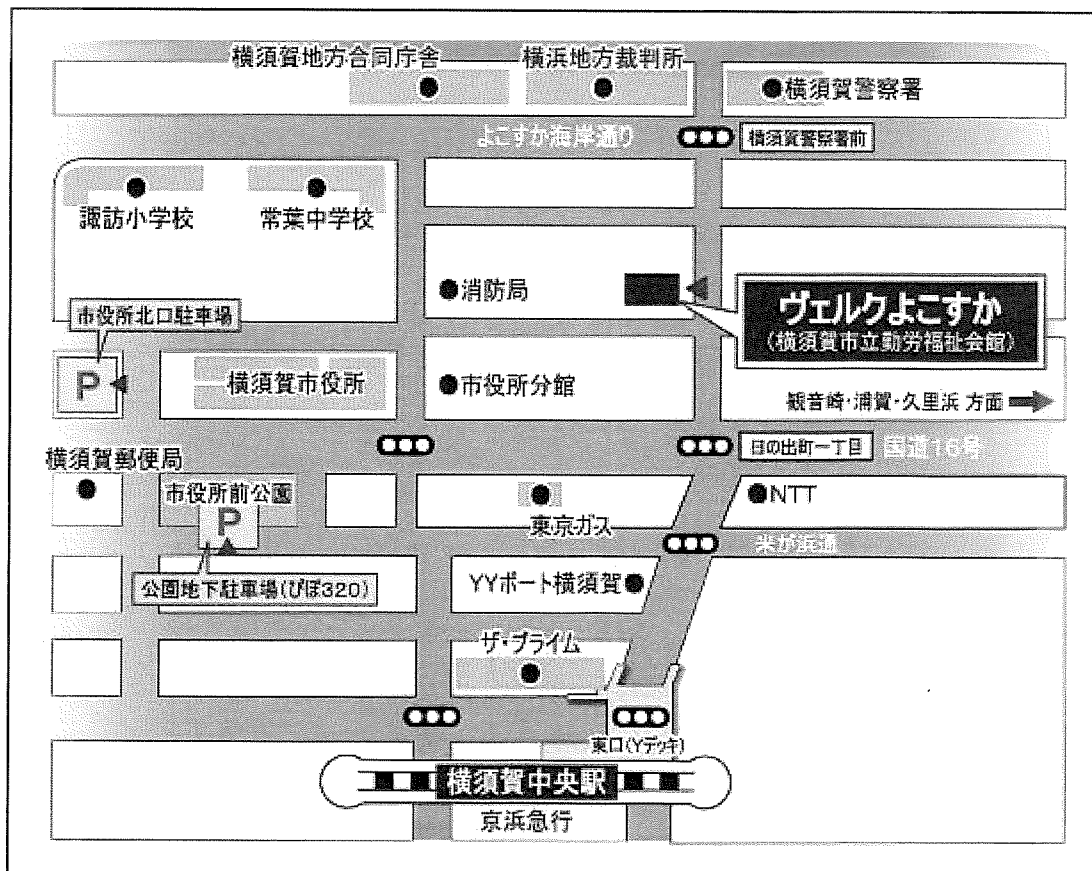 横須賀地方合同庁舎
横浜地方裁判所
横須賀警察署
よこすか海岸通り
横須賀警察署前
諏訪小学校
常葉中学校
消防局
ヴェルクよこすか
(横須賀市立勤労福祉会館)
市役所北口駐車場
P
横須賀市役所
市役所分館
観音崎・浦賀・久里浜 方面
日の出町一丁目
国道16号
横須賀郵便局
市役所前公園
P
東京ガス
NTT
米が浜通
公園地下駐車場(ぴぽ320)
YYポート横須賀
ザ・プライム
東口(Yデッキ)
横須賀中央駅
京浜急行